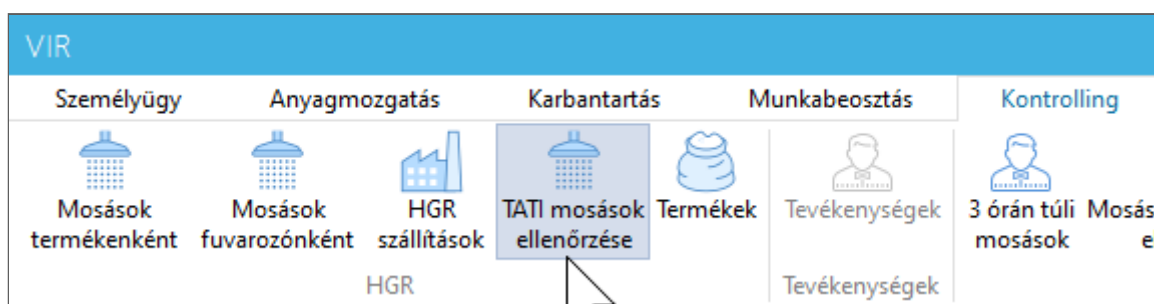 VIR
Személyügy Anyagmozgatás Karbantartás Munkabeosztás Kontrolling
Mosások termékenként
Mosások fuvarozónként
HGR szállítások
TATI mosások ellenőrzése
Termékek
Tevékenységek
3 órán túli mosások
HGR
Tevékenységek